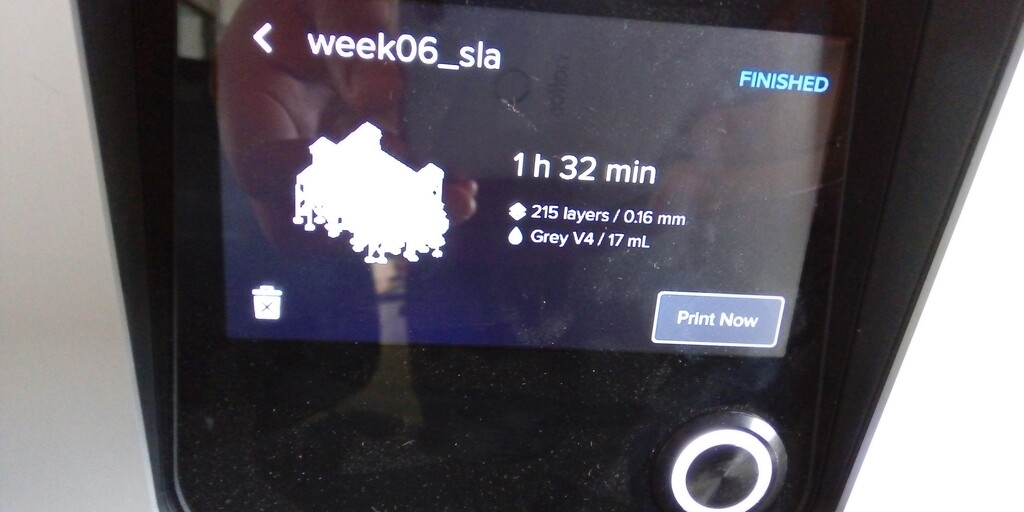 week06_sla
FINISHED
1 h 32 min
215 layers / 0.16 mm
Grey V4 / 17 mL
Print Now